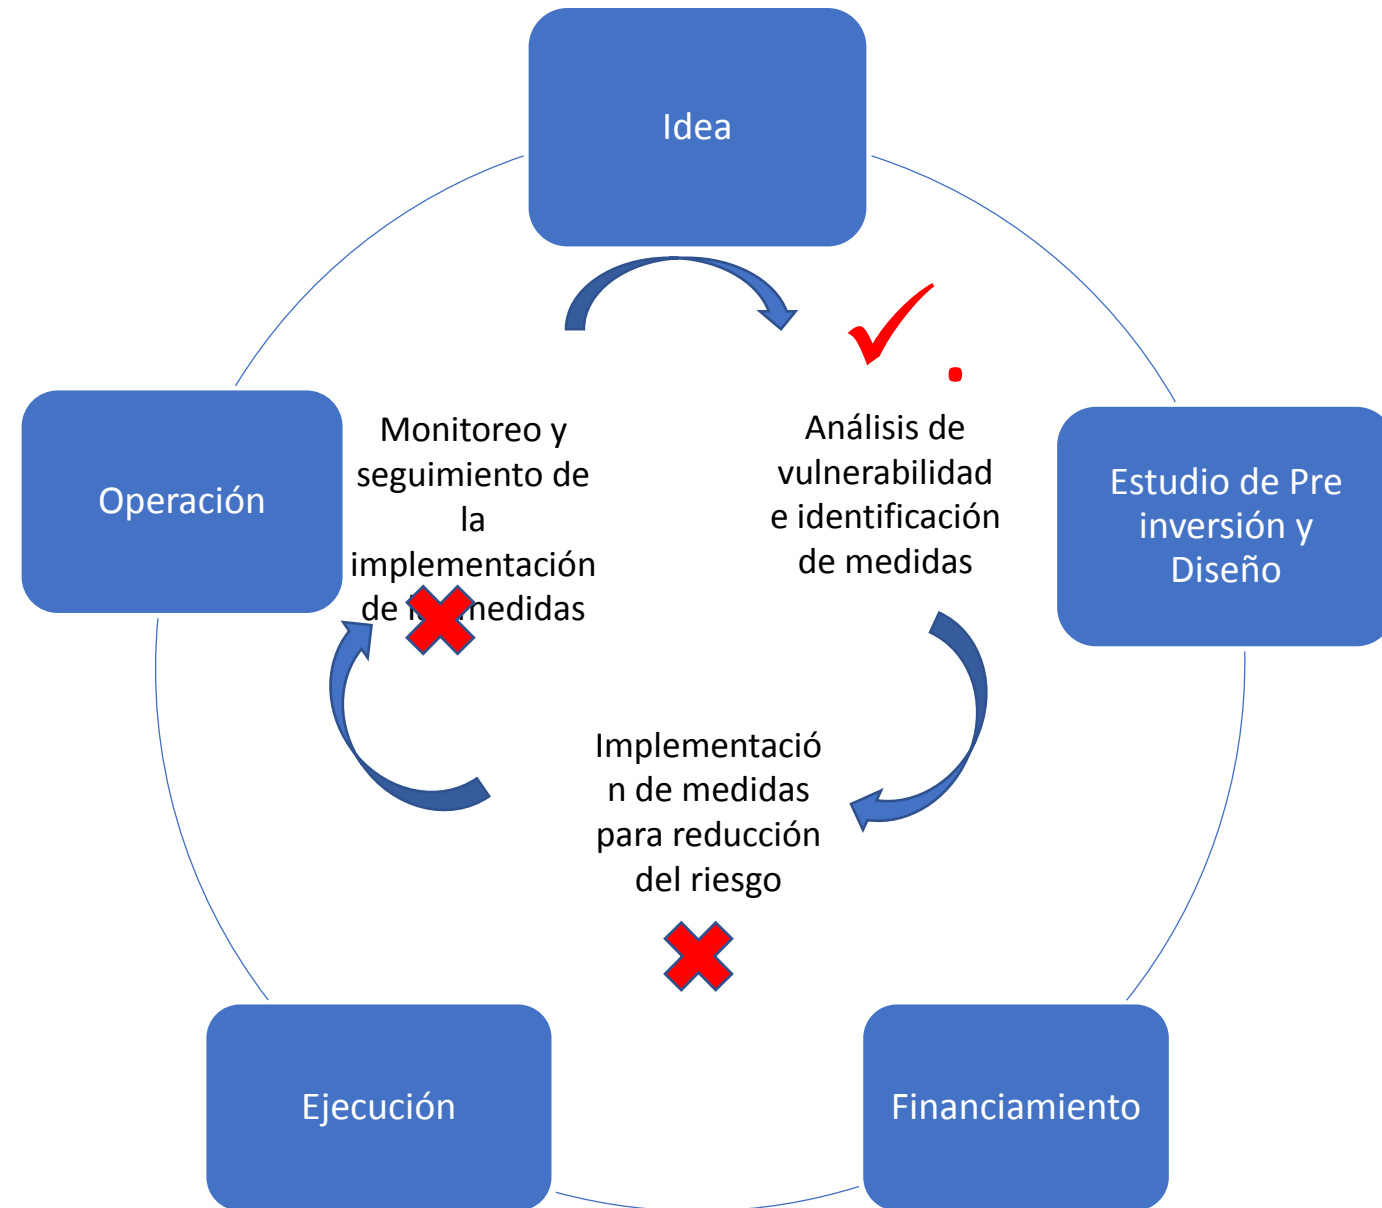 Idea
Monitoreo y
seguimiento de
la
implementación
de medidas
Análisis de
vulnerabilidad
e identificación
de medidas
Operación
Estudio de Pre
inversión y
Diseño
Implementació
n de medidas
para reducción
del riesgo
Ejecución
Financiamiento